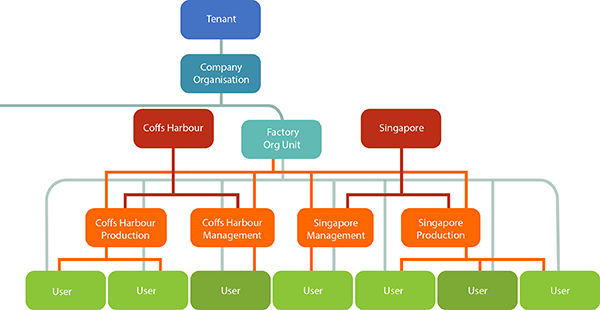 Tenant
Company
Organisation
Coffs Harbour
Factory
Org Unit
Singapore
Coffs Harbour
Production
Coffs Harbour
Management
Singapore
Management
Singapore
Production
User
User
User
User
User
User
User